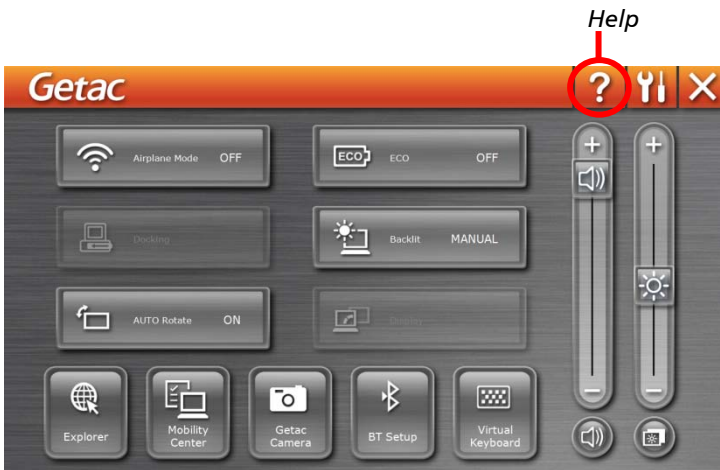 Help
Getac
?
Airplane Mode OFF
ECO ECO OFF
Docking
Backlit MANUAL
AUTO Rotate ON
Display
Explorer
Mobility
Center
Getac
Camera
BT Setup
Virtual
Keyboard